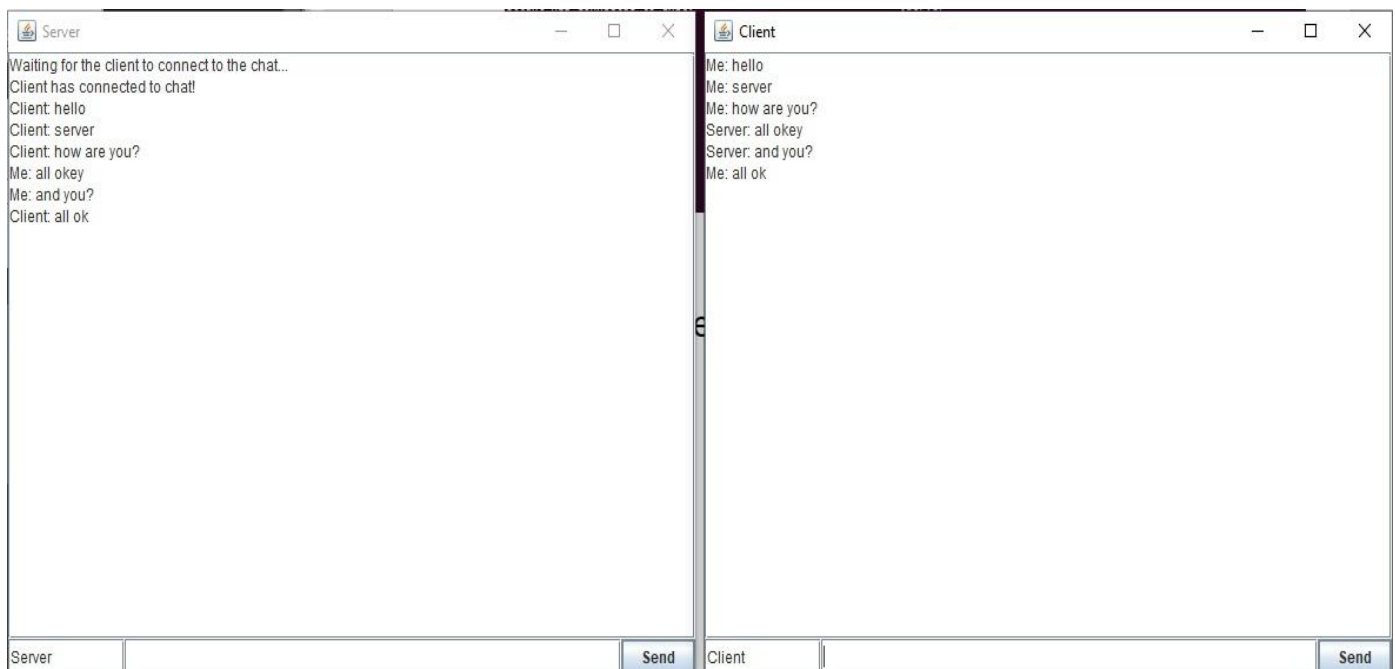 Server
Waiting for the client to connect to the chat...
Client has connected to chat!
Client: hello
Client: server
Client: how are you?
Me: all okey
Me: and you?
Client: all ok
Server
Send
Client
Me: hello
Me: server
Me: how are you?
Server: all okey
Server: and you?
Me: all ok
Client
Send